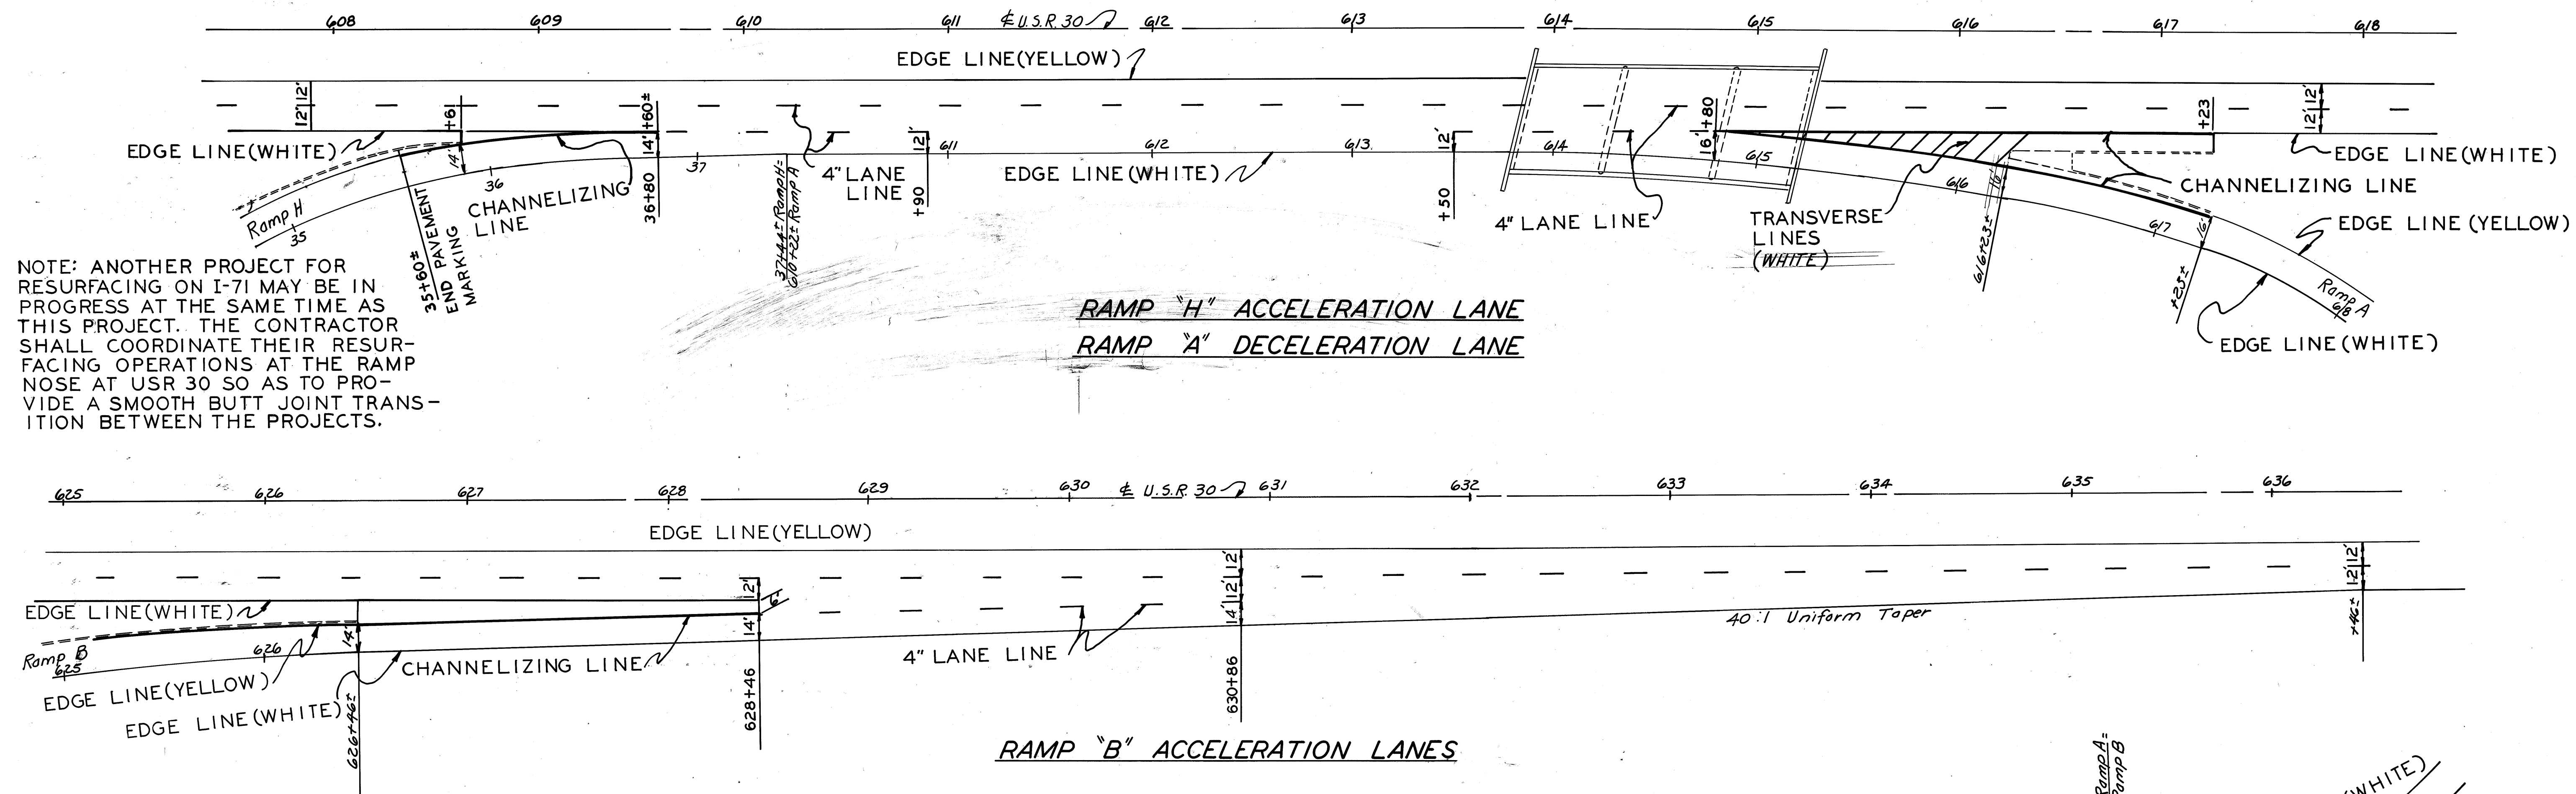 608 609 610 611 ℄ U.S.R. 30 612 613 614 615 616 617 618
EDGE LINE (YELLOW)
12' 12'
+61
+60±
14'
14'
EDGE LINE (WHITE)
Ramp H
35 36 37
35+60±
END PAVEMENT
MARKING
CHANNELIZING
LINE
36+80
37+44± Ramp H=
610+22± Ramp A
4" LANE
LINE
12'
+90
611 612 613 614 615 616 617 618
EDGE LINE (WHITE)
12'
+50
+80
16'
4" LANE LINE
TRANSVERSE
LINES
(WHITE)
16'
616+23±
+23
12' 12'
EDGE LINE (WHITE)
CHANNELIZING LINE
EDGE LINE (YELLOW)
16'
+25±
Ramp A
EDGE LINE (WHITE)
NOTE: ANOTHER PROJECT FOR
RESURFACING ON I-71 MAY BE IN
PROGRESS AT THE SAME TIME AS
THIS PROJECT. THE CONTRACTOR
SHALL COORDINATE THEIR RESUR-
FACING OPERATIONS AT THE RAMP
NOSE AT USR 30 SO AS TO PRO-
VIDE A SMOOTH BUTT JOINT TRANS-
ITION BETWEEN THE PROJECTS.
RAMP "H" ACCELERATION LANE
RAMP "A" DECELERATION LANE
625 626 627 628 629 630 ℄ U.S.R. 30 631 632 633 634 635 636
EDGE LINE (YELLOW)
EDGE LINE (WHITE)
Ramp B
625 626
14'
EDGE LINE (YELLOW)
EDGE LINE (WHITE)
626+46±
CHANNELIZING LINE
12'
6'
14'
628+46
4" LANE LINE
12' 12' 14'
630+86
40:1 Uniform Taper
12' 12'
+46±
RAMP "B" ACCELERATION LANES
Ramp A=
Ramp B
WHITE)